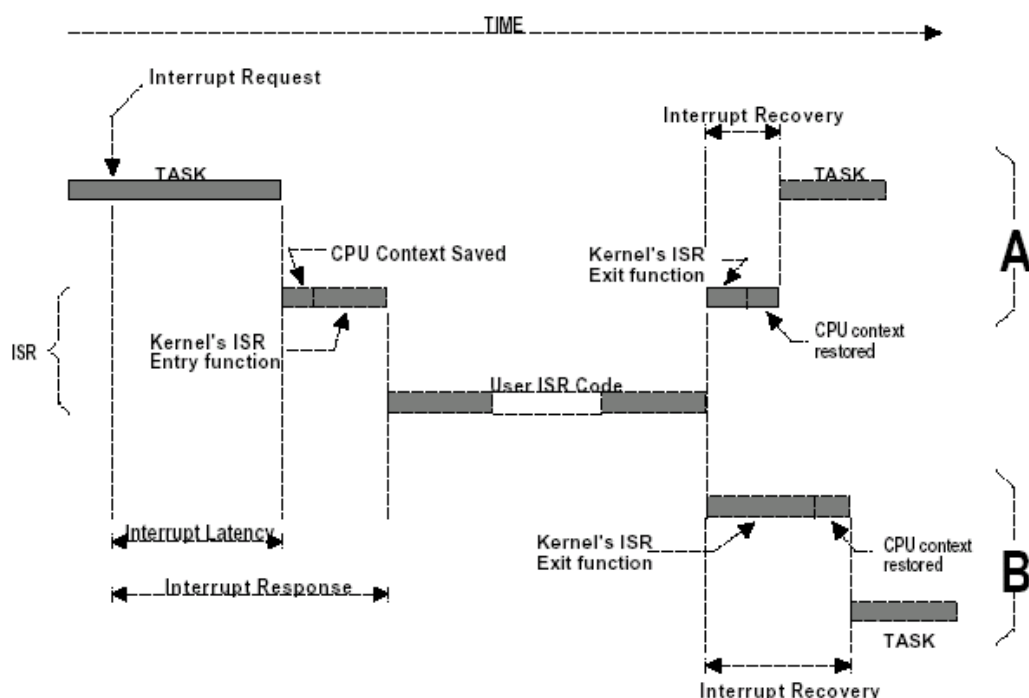 TIME
Interrupt Request
Interrupt Recovery
TASK
TASK
A
CPU Context Saved
Kernel's ISR
Exit function
ISR
Kernel's ISR
Entry function
CPU context
restored
User ISR Code
Interrupt Latency
Kernel's ISR
Exit function
CPU context
restored
B
Interrupt Response
TASK
Interrupt Recovery